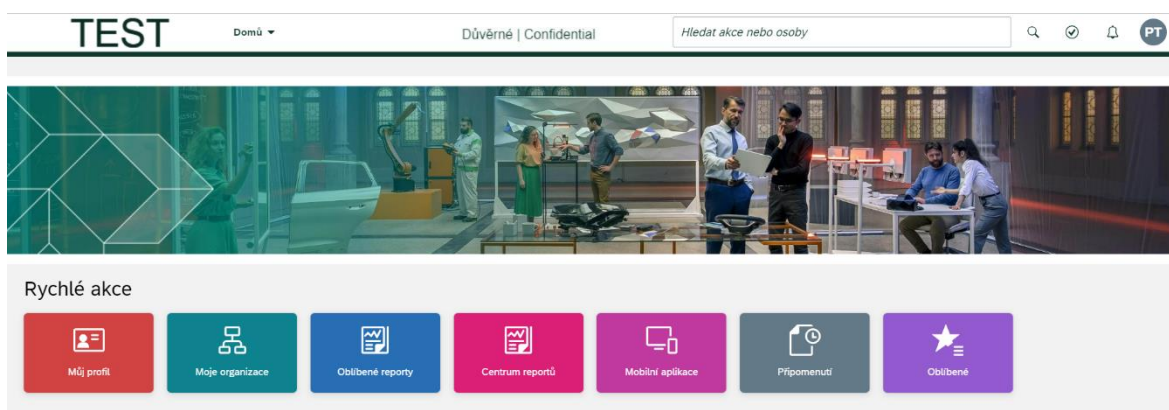 TEST
Domů
Důvěrné | Confidential
Hledat akce nebo osoby
PT
Rychlé akce
Můj profil
Moje organizace
Oblíbené reporty
Centrum reportů
Mobilní aplikace
Připomenutí
Oblíbené